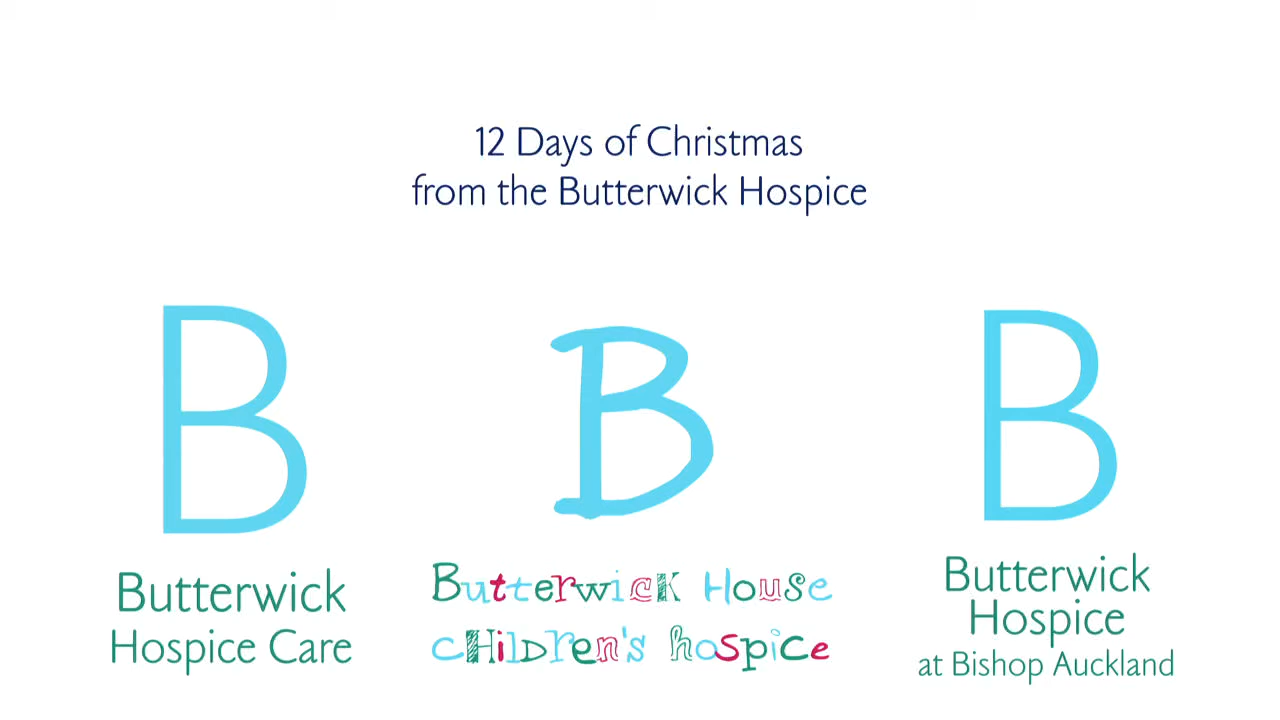 12 Days of Christmas
from the Butterwick Hospice
B
Butterwick
Hospice Care
B
Butterwick House
cHilDren's hospice
B
Butterwick
Hospice
at Bishop Auckland